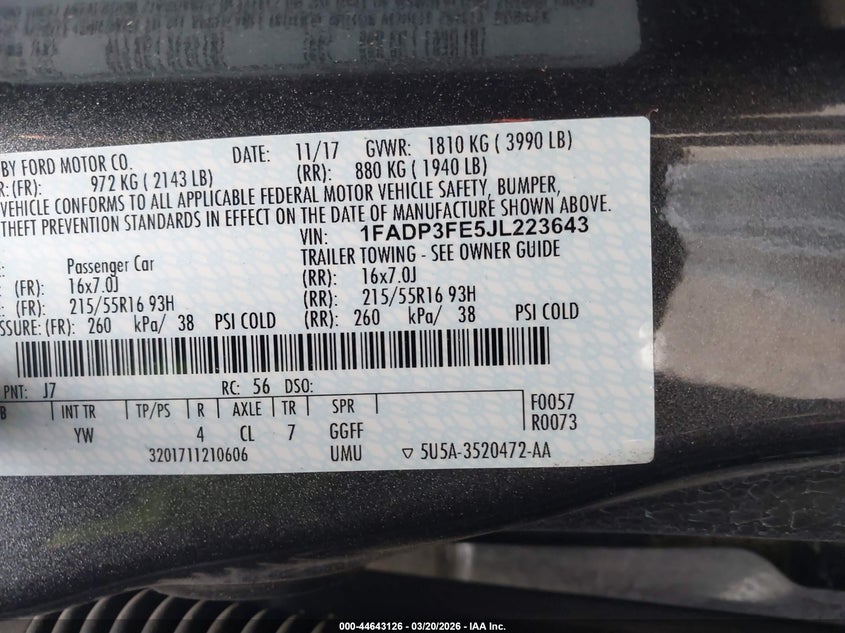 BY FORD MOTOR CO. DATE: 11/17 GVWR: 1810 KG ( 3990 LB)
R: (FR): 972 KG ( 2143 LB) (RR): 880 KG ( 1940 LB)
VEHICLE CONFORMS TO ALL APPLICABLE FEDERAL MOTOR VEHICLE SAFETY, BUMPER,
THEFT PREVENTION STANDARDS IN EFFECT ON THE DATE OF MANUFACTURE SHOWN ABOVE.
VIN: 1FADP3FE5JL223643
Passenger Car TRAILER TOWING - SEE OWNER GUIDE
(FR): 16x7.0J (RR): 16x7.0J
(FR): 215/55R16 93H (RR): 215/55R16 93H
SSURE: (FR): 260 kPa/ 38 PSI COLD (RR): 260 kPa/ 38 PSI COLD
PNT: J7 RC: 56 DSO:
B INT TR TP/PS R AXLE TR SPR F0057
YW 4 CL 7 GGFF R0073
3201711210606 UMU ▽ 5U5A-3520472-AA
000-44643126 - 03/20/2026 - IAA Inc.